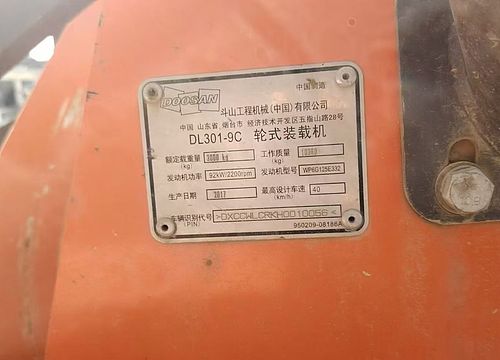 中国制造
DOOSAN 斗山工程机械(中国)有限公司
中国 山东省 烟台市 经济技术开发区五指山路28号
DL301-9C 轮式装载机
额定载重量 (kg) 3000 kg 工作质量 (kg)
发动机功率 92kW/2200rpm 发动机型号 WP6G125E332
生产日期 2017 最高设计车速 (km/h) 40
车辆识别代号 (PIN) >DXCCWLCRKH0010056<
950209-08186A
10.9